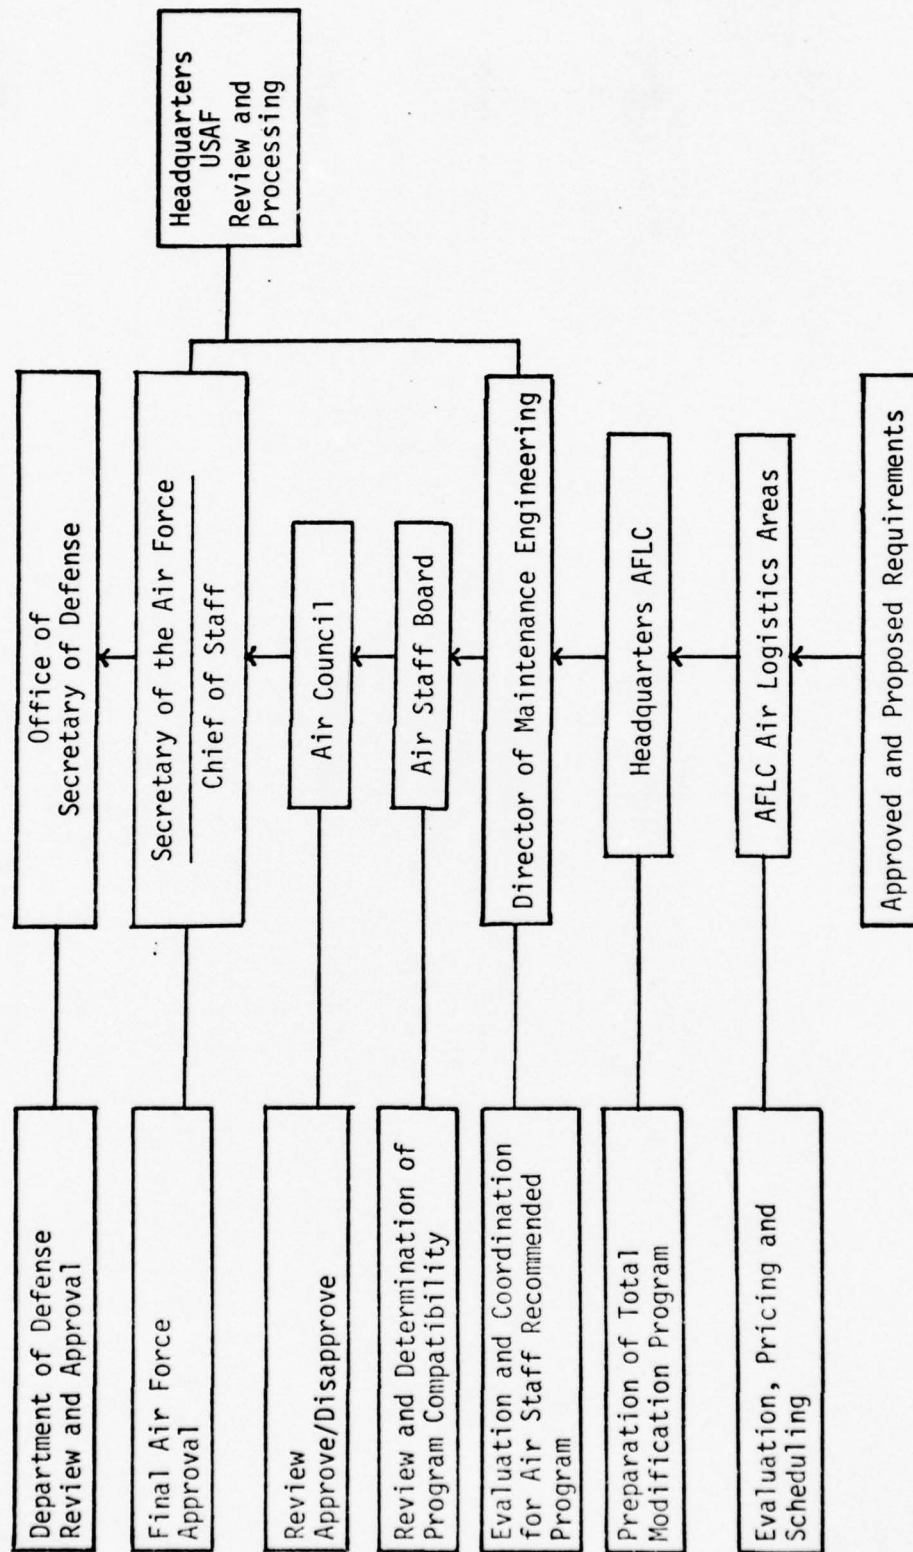 Department of Defense
Review and Approval
Office of
Secretary of Defense
Final Air Force
Approval
Secretary of the Air Force
Chief of Staff
Headquarters
USAF
Review and
Processing
Review
Approve/Disapprove
Air Council
Review and Determination of
Program Compatibility
Air Staff Board
Evaluation and Coordination
for Air Staff Recommended
Program
Director of Maintenance Engineering
Preparation of Total
Modification Program
Headquarters AFLC
Evaluation, Pricing and
Scheduling
AFLC Air Logistics Areas
Approved and Proposed Requirements